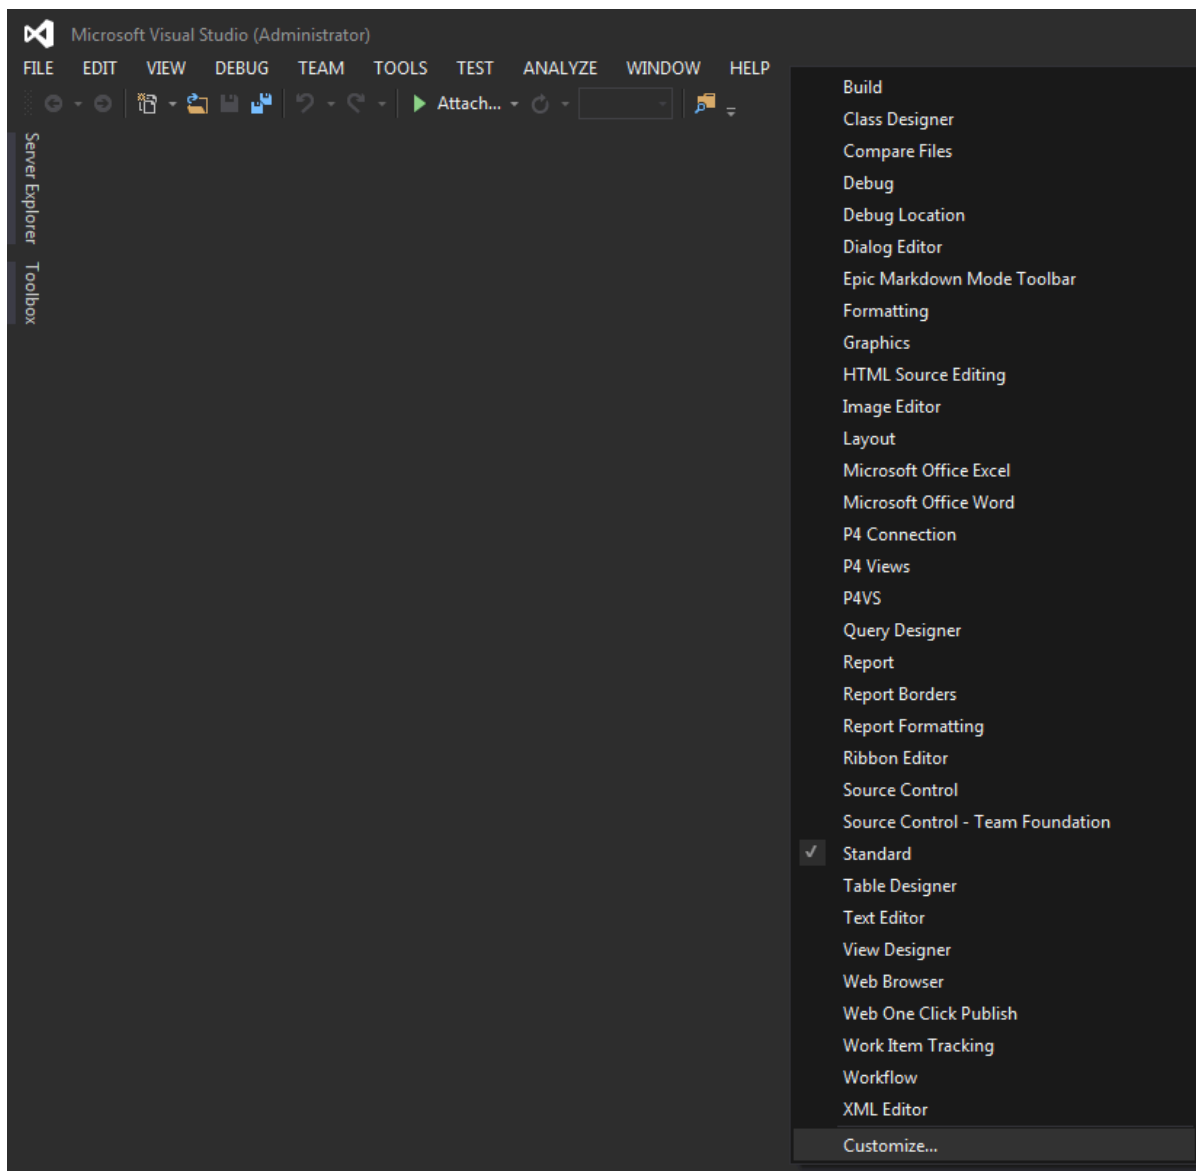 Microsoft Visual Studio (Administrator)
FILE EDIT VIEW DEBUG TEAM TOOLS TEST ANALYZE WINDOW HELP
Attach...
Server Explorer
Toolbox
Build
Class Designer
Compare Files
Debug
Debug Location
Dialog Editor
Epic Markdown Mode Toolbar
Formatting
Graphics
HTML Source Editing
Image Editor
Layout
Microsoft Office Excel
Microsoft Office Word
P4 Connection
P4 Views
P4VS
Query Designer
Report
Report Borders
Report Formatting
Ribbon Editor
Source Control
Source Control - Team Foundation
Standard
Table Designer
Text Editor
View Designer
Web Browser
Web One Click Publish
Work Item Tracking
Workflow
XML Editor
Customize...